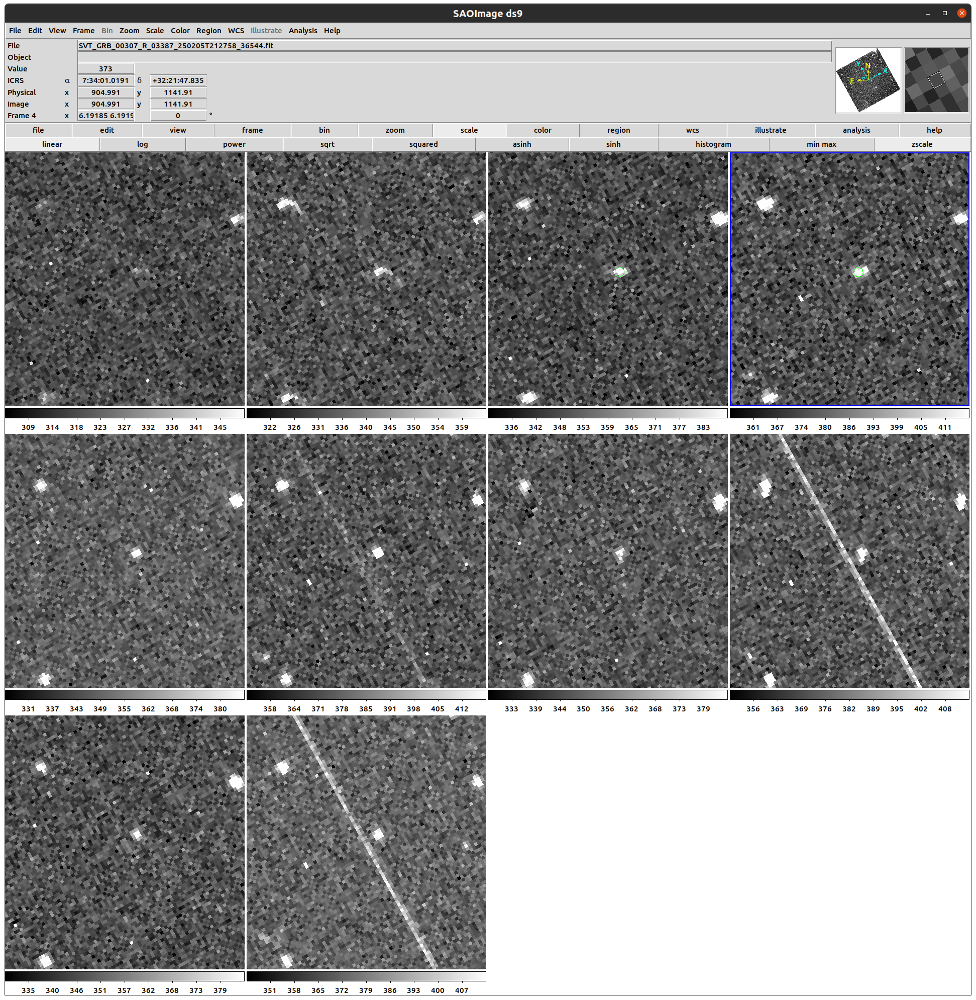 SAOImage ds9
File Edit View Frame Bin Zoom Scale Color Region WCS Illustrate Analysis Help
File SVT_GRB_00307_R_03387_250205T212758_36544.fit
Object
Value 373
ICRS α 7:34:01.0191 δ +32:21:47.835
Physical x 904.991 y 1141.91
Image x 904.991 y 1141.91
Frame 4 x 6.19185 6.1919 0 °
Y N X E
file edit view frame bin zoom scale color region wcs illustrate analysis help
linear log power sqrt squared asinh sinh histogram min max zscale
309 314 318 323 327 332 336 341 345
322 326 331 336 340 345 350 354 359
336 342 348 353 359 365 371 377 383
361 367 374 380 386 393 399 405 411
331 337 343 349 355 362 368 374 380
358 364 371 378 385 391 398 405 412
333 339 344 350 356 362 368 373 379
356 363 369 376 382 389 395 402 408
335 340 346 351 357 362 368 373 379
351 358 365 372 379 386 393 400 407